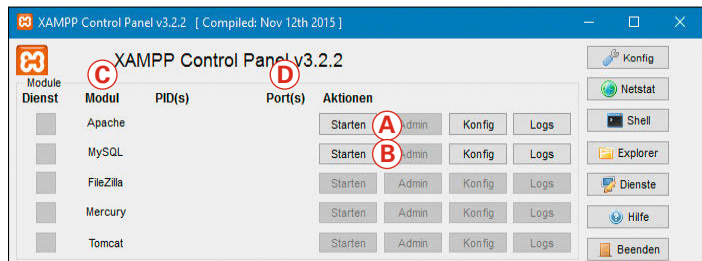 XAMPP Control Panel v3.2.2 [ Compiled: Nov 12th 2015 ]
XAMPP Control Panel v3.2.2
Konfig
Module
C
D
Netstat
Dienst Modul PID(s) Port(s) Aktionen
Apache Starten A Admin Konfig Logs
Shell
MySQL Starten B Admin Konfig Logs
Explorer
FileZilla Starten Admin Konfig Logs
Dienste
Mercury Starten Admin Konfig Logs
Hilfe
Tomcat Starten Admin Konfig Logs
Beenden